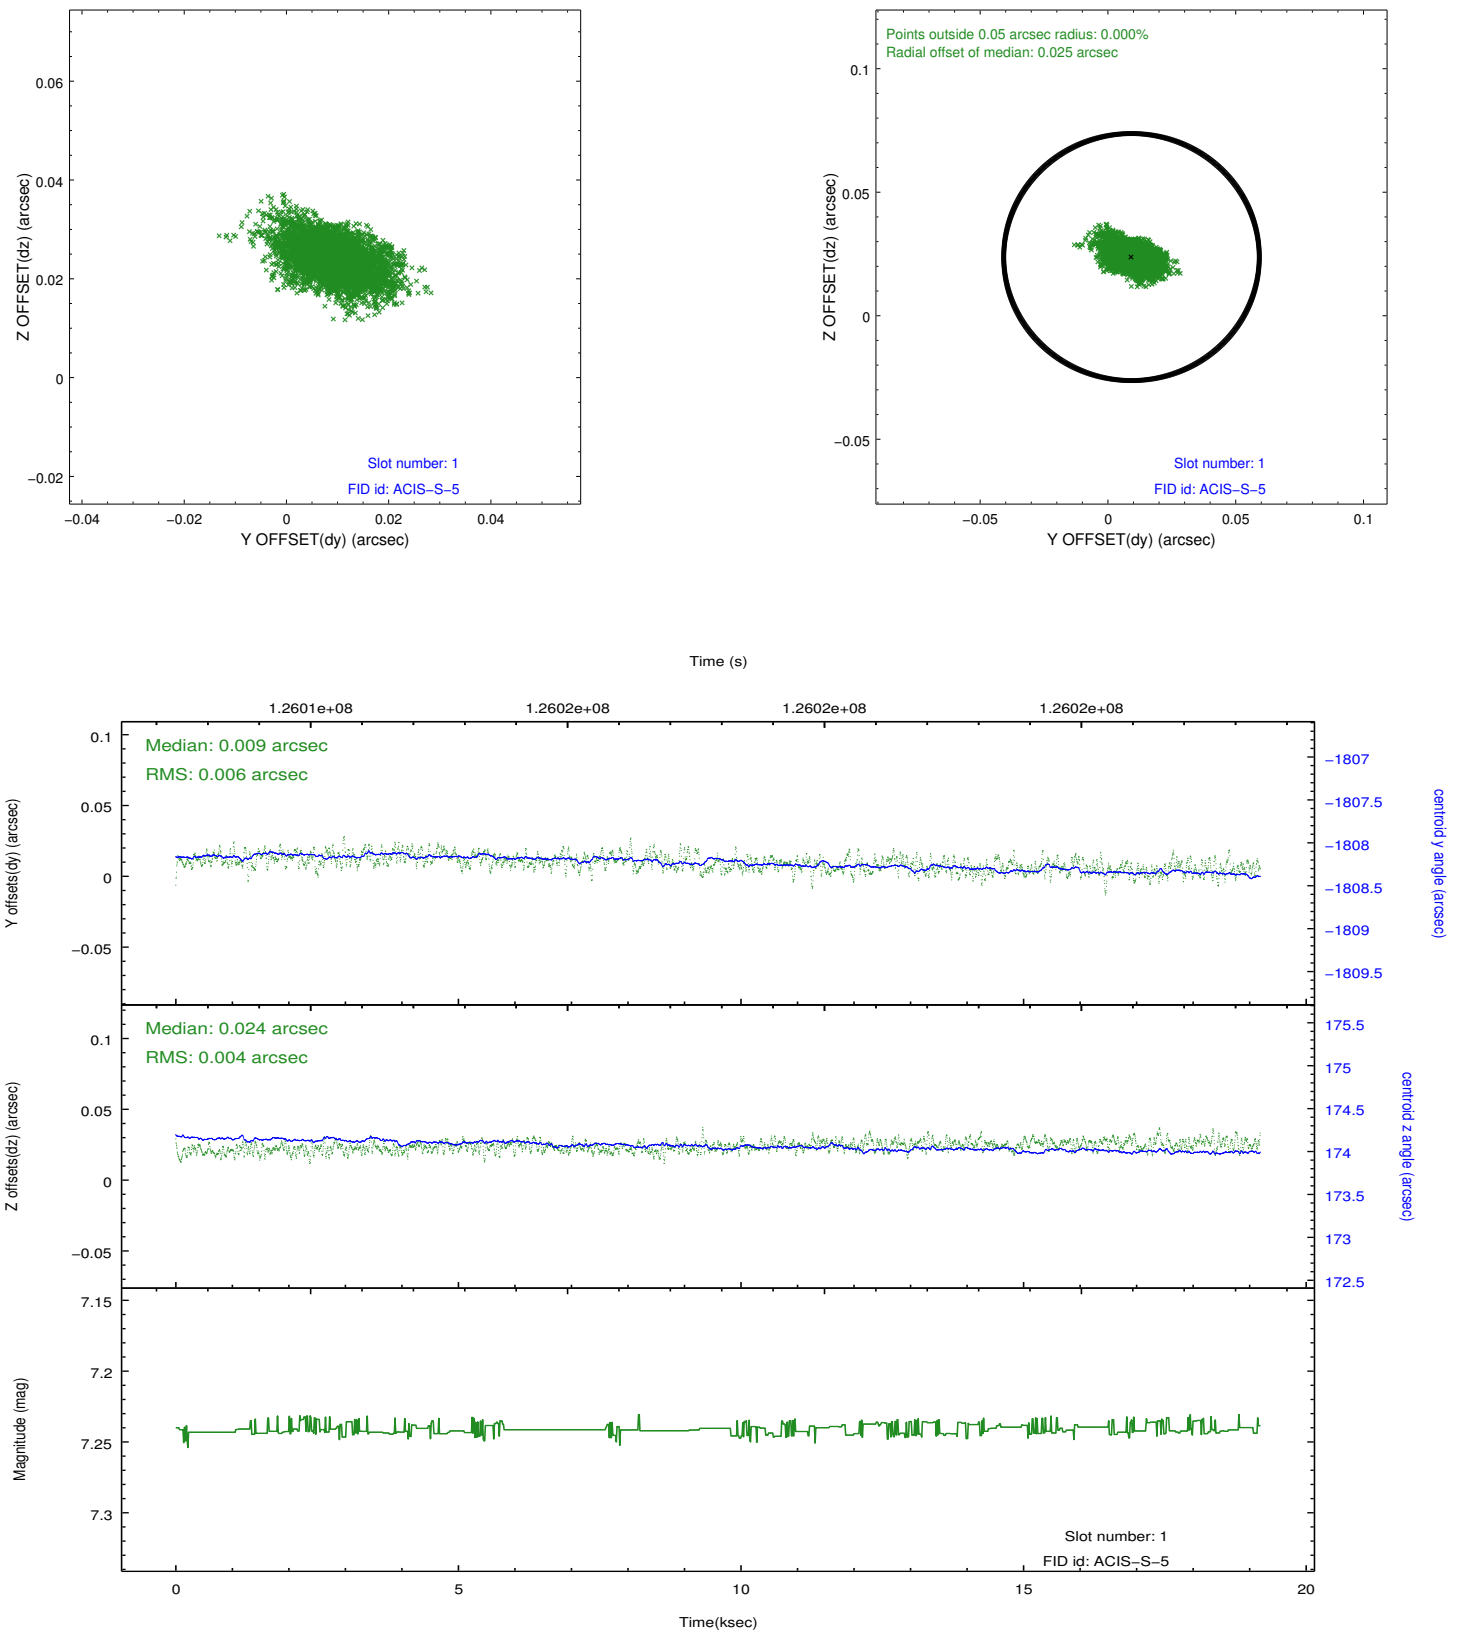 0.06
0.04
0.02
0
−0.02
−0.04
−0.02
0
0.02
0.04
Z OFFSET(dz) (arcsec)
Y OFFSET(dy) (arcsec)
Slot number: 1
FID id: ACIS−S−5
Points outside 0.05 arcsec radius: 0.000%
Radial offset of median: 0.025 arcsec
0.1
0.05
0
−0.05
−0.05
0
0.05
0.1
Z OFFSET(dz) (arcsec)
Y OFFSET(dy) (arcsec)
Slot number: 1
FID id: ACIS−S−5
Time (s)
1.2601e+08
1.2602e+08
1.2602e+08
1.2602e+08
Median: 0.009 arcsec
RMS: 0.006 arcsec
0.1
0.05
0
−0.05
Y offsets(dy) (arcsec)
−1807
−1807.5
−1808
−1808.5
−1809
−1809.5
centroid y angle (arcsec)
Median: 0.024 arcsec
RMS: 0.004 arcsec
0.1
0.05
0
−0.05
Z offsets(dz) (arcsec)
175.5
175
174.5
174
173.5
173
172.5
centroid z angle (arcsec)
7.15
7.2
7.25
7.3
Magnitude (mag)
Slot number: 1
FID id: ACIS−S−5
0
5
10
15
20
Time(ksec)